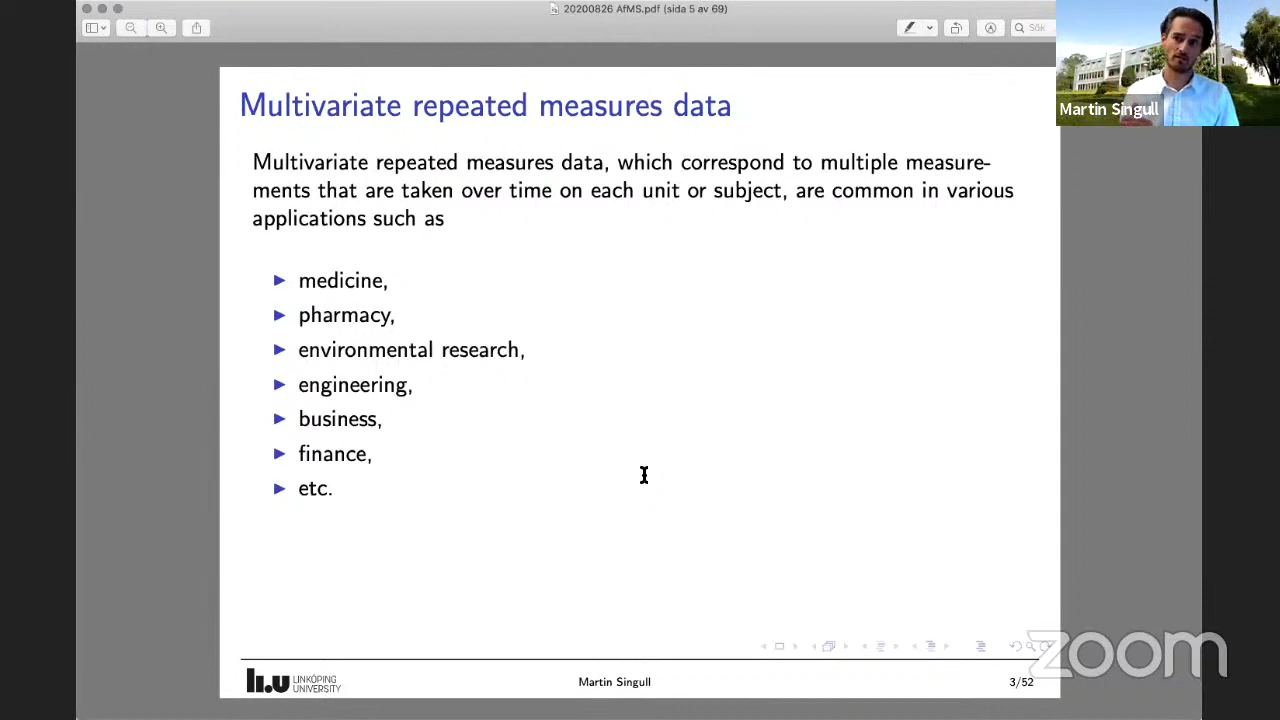 20200826 AfMS.pdf (sida 5 av 69)
Sök
Martin Singull
Multivariate repeated measures data
Multivariate repeated measures data, which correspond to multiple measure-
ments that are taken over time on each unit or subject, are common in various
applications such as
medicine,
pharmacy,
environmental research,
engineering,
business,
finance,
etc.
zoom
li.u LINKÖPING
UNIVERSITY
Martin Singull
3/52